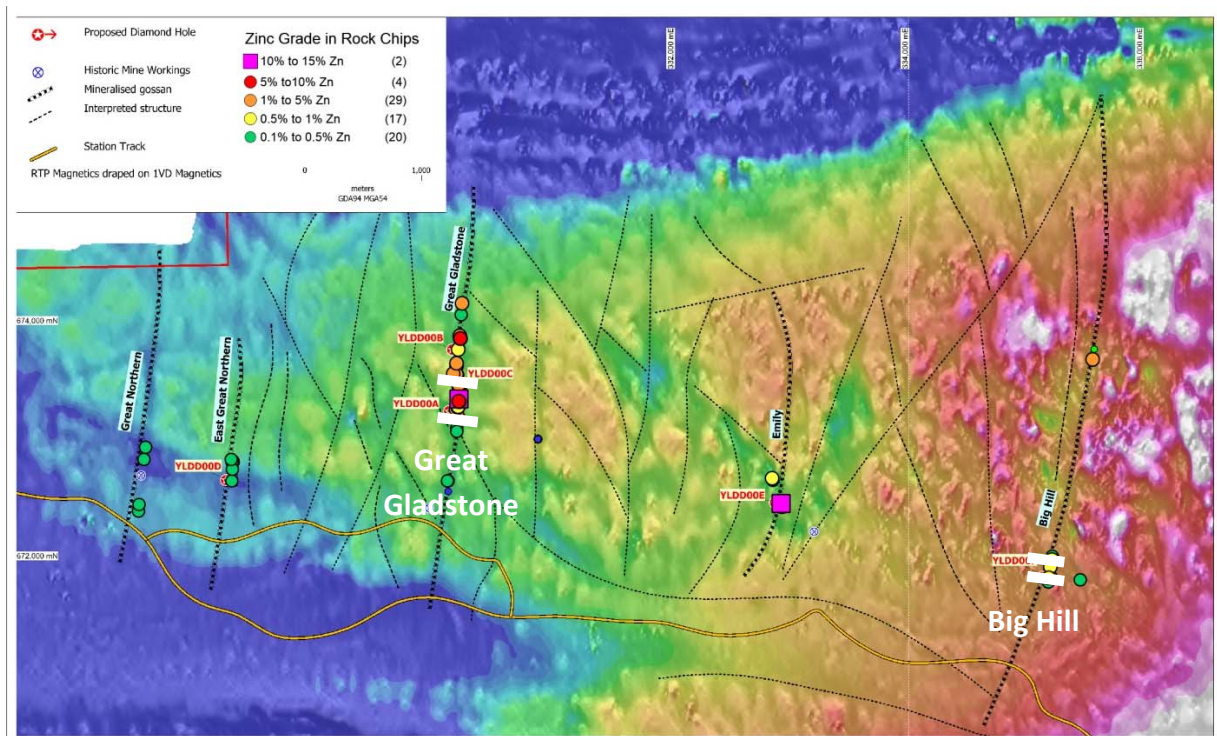 Proposed Diamond Hole
Historic Mine Workings
Mineralised gossan
Interpreted structure
Station Track
RTP Magnetics draped on 1VD Magnetics
Zinc Grade in Rock Chips
10% to 15% Zn (2)
5% to10% Zn (4)
1% to 5% Zn (29)
0.5% to 1% Zn (17)
0.1% to 0.5% Zn (20)
0 1,000
meters
GDA94 MGA54
332,000 mE
334,000 mE
336,000 mE
674,000 mN
672,000 mN
Great Northern
East Great Northern
Great Gladstone
Emily
Big Hill
YLDD00B
YLDD00C
YLDD00A
YLDD00D
YLDD00E
Great
Gladstone
Big Hill